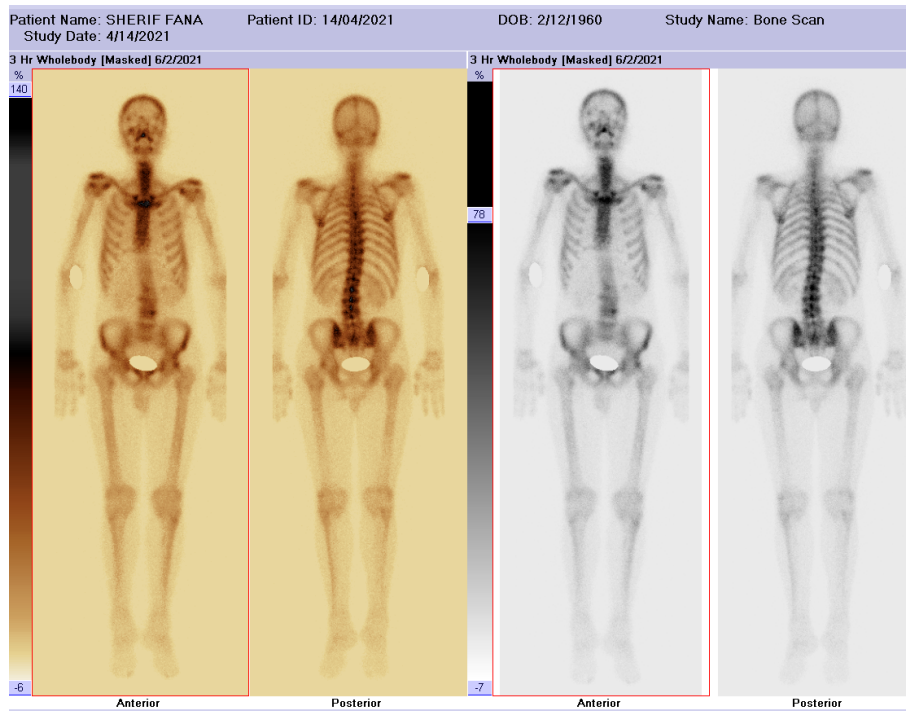 Patient Name: SHERIF FANA Patient ID: 14/04/2021 DOB: 2/12/1960 Study Name: Bone Scan
Study Date: 4/14/2021
3 Hr Wholebody [Masked] 6/2/2021 3 Hr Wholebody [Masked] 6/2/2021
% %
140
78
-6 -7
Anterior Posterior Anterior Posterior